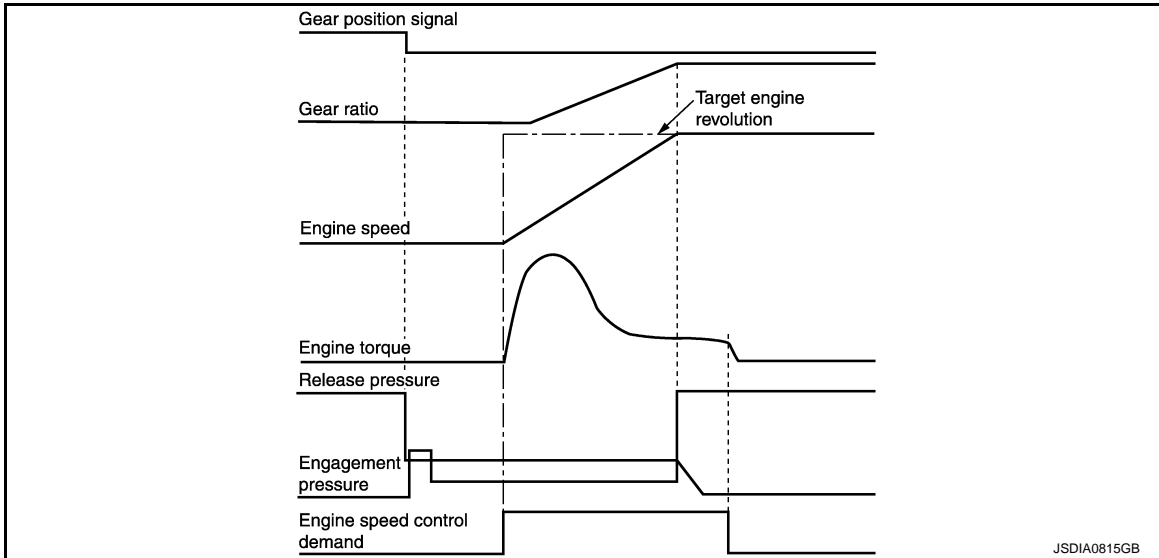 Gear position signal
Gear ratio
Target engine
revolution
Engine speed
Engine torque
Release pressure
Engagement
pressure
Engine speed control
demand
JSDIA0815GB